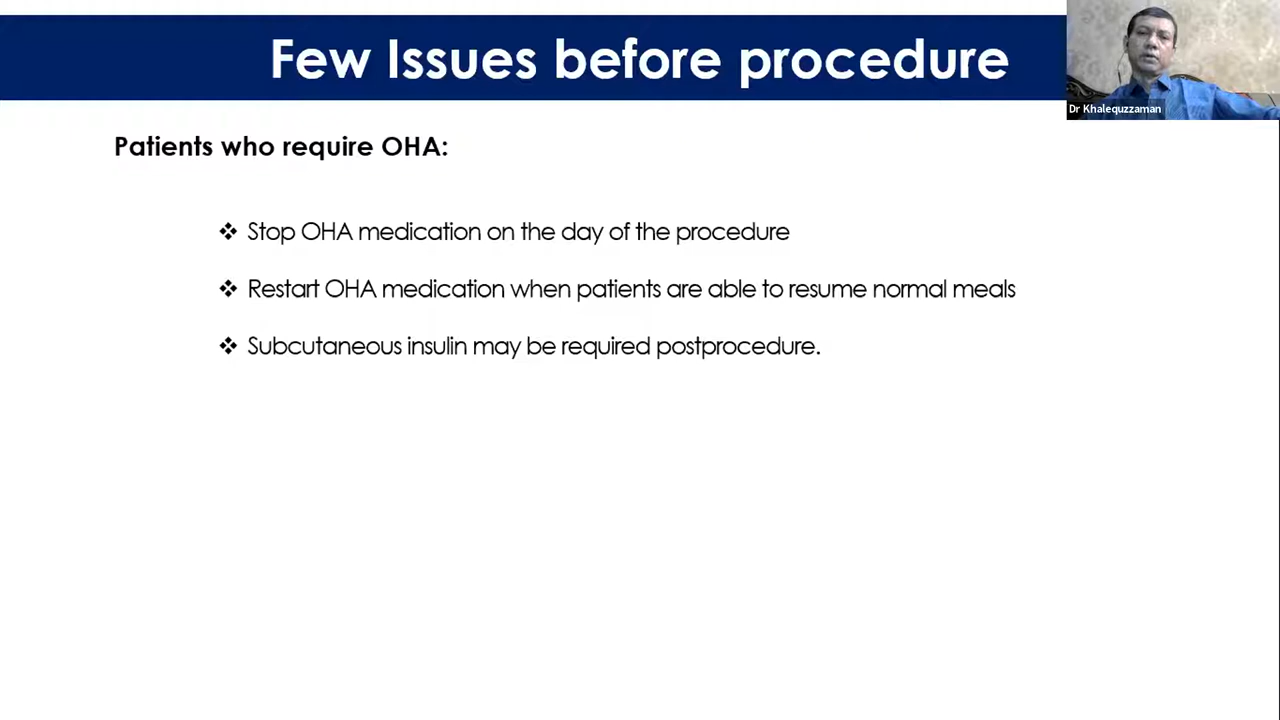 Few Issues before procedure
Dr Khalequzzaman
Patients who require OHA:
❖ Stop OHA medication on the day of the procedure
❖ Restart OHA medication when patients are able to resume normal meals
❖ Subcutaneous insulin may be required postprocedure.